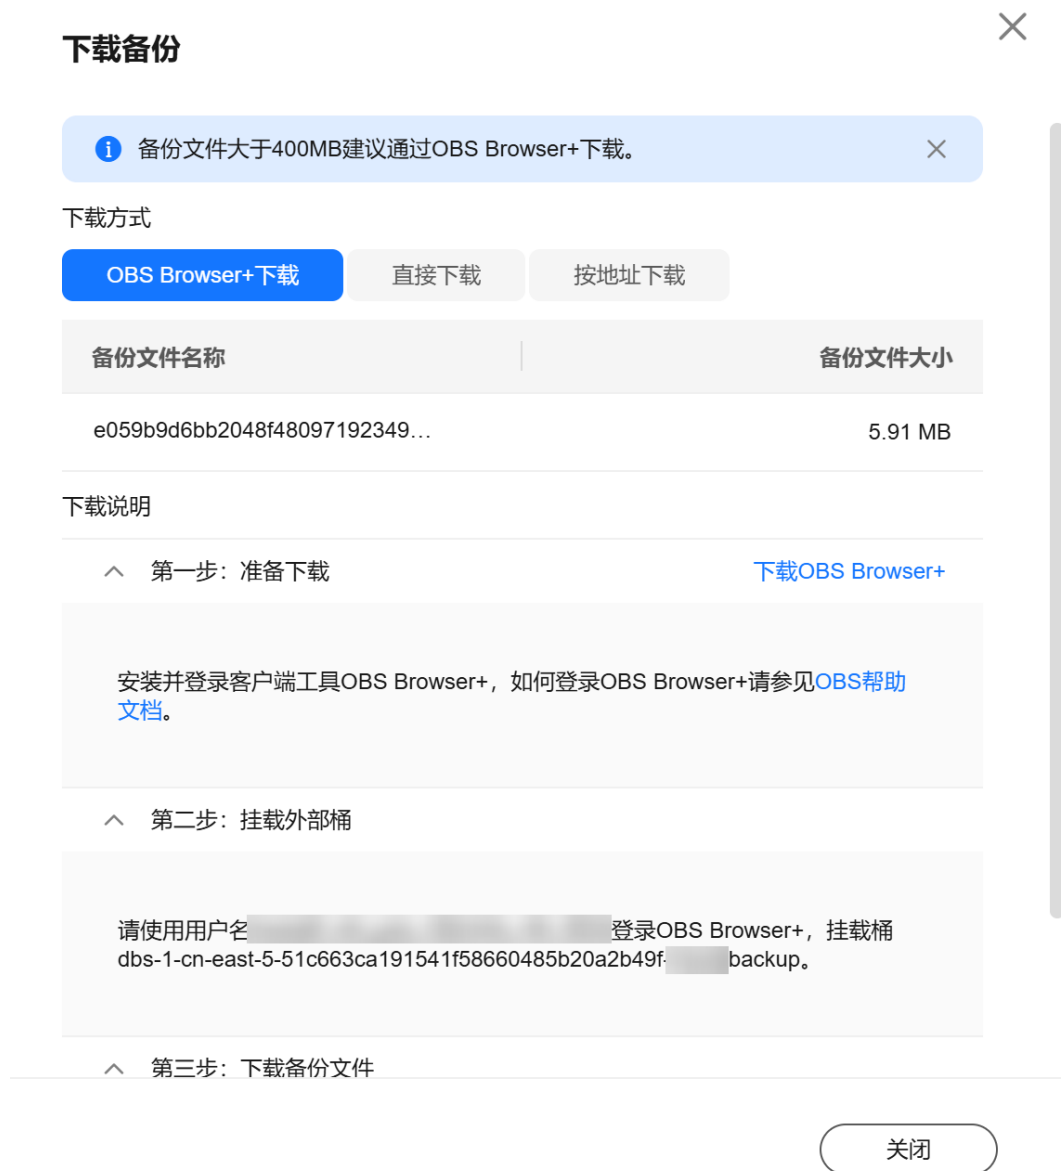 下载备份
备份文件大于400MB建议通过OBS Browser+下载。
下载方式
OBS Browser+下载 直接下载 按地址下载
备份文件名称 备份文件大小
e059b9d6bb2048f48097192349... 5.91 MB
下载说明
第一步：准备下载 下载OBS Browser+
安装并登录客户端工具OBS Browser+，如何登录OBS Browser+请参见OBS帮助
文档。
第二步：挂载外部桶
请使用用户名 登录OBS Browser+，挂载桶
dbs-1-cn-east-5-51c663ca191541f58660485b20a2b49f- backup。
第三步：下载备份文件
关闭